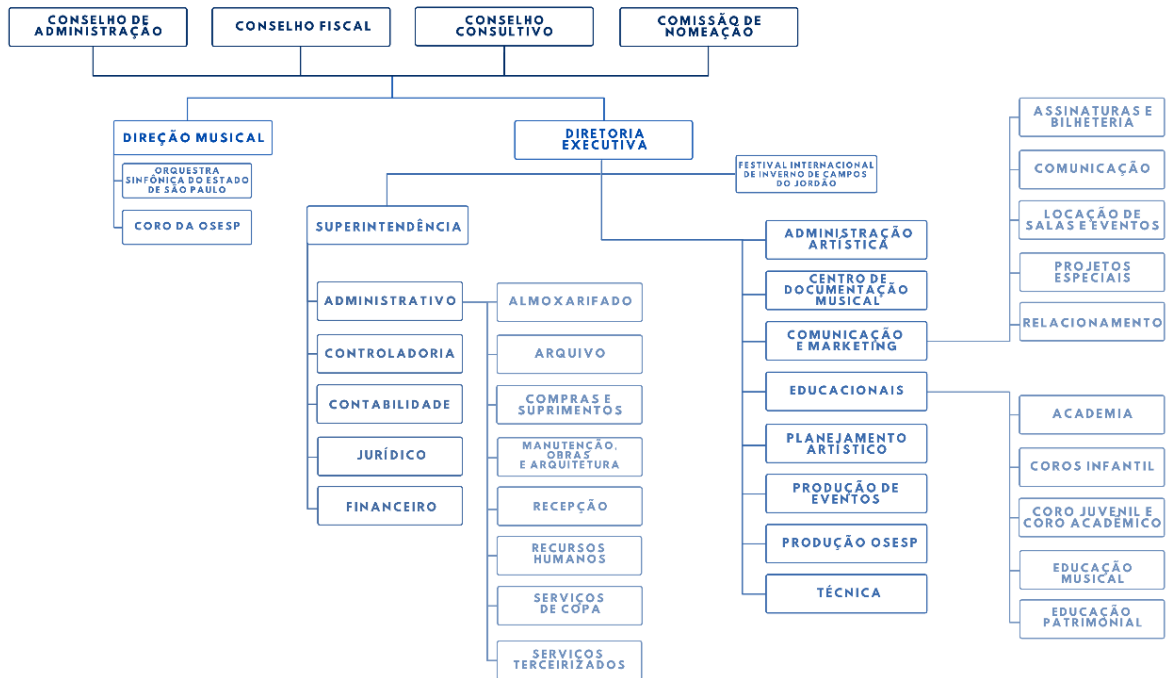 CONSELHO DE
ADMINISTRAÇÃO
CONSELHO FISCAL
CONSELHO
CONSULTIVO
COMISSÃO DE
NOMEAÇÃO
DIREÇÃO MUSICAL
ORQUESTRA
SINFÔNICA DO ESTADO
DE SÃO PAULO
CORO DA OSESP
DIRETORIA
EXECUTIVA
FESTIVAL INTERNACIONAL
DE INVERNO DE CAMPOS
DO JORDÃO
SUPERINTENDÊNCIA
ADMINISTRATIVO
CONTROLADORIA
CONTABILIDADE
JURÍDICO
FINANCEIRO
ALMOXARIFADO
ARQUIVO
COMPRAS E
SUPRIMENTOS
MANUTENÇÃO,
OBRAS
E ARQUITETURA
RECEPÇÃO
RECURSOS
HUMANOS
SERVIÇOS
DE COPA
SERVIÇOS
TERCEIRIZADOS
ADMINISTRAÇÃO
ARTÍSTICA
CENTRO DE
DOCUMENTAÇÃO
MUSICAL
COMUNICAÇÃO
E MARKETING
EDUCACIONAIS
PLANEJAMENTO
ARTÍSTICO
PRODUÇÃO DE
EVENTOS
PRODUÇÃO OSESP
TÉCNICA
ASSINATURAS E
BILHETERIA
COMUNICAÇÃO
LOCAÇÃO DE
SALAS E EVENTOS
PROJETOS
ESPECIAIS
RELACIONAMENTO
ACADEMIA
COROS INFANTIL
CORO JUVENIL E
CORO ACADÊMICO
EDUCAÇÃO
MUSICAL
EDUCAÇÃO
PATRIMONIAL